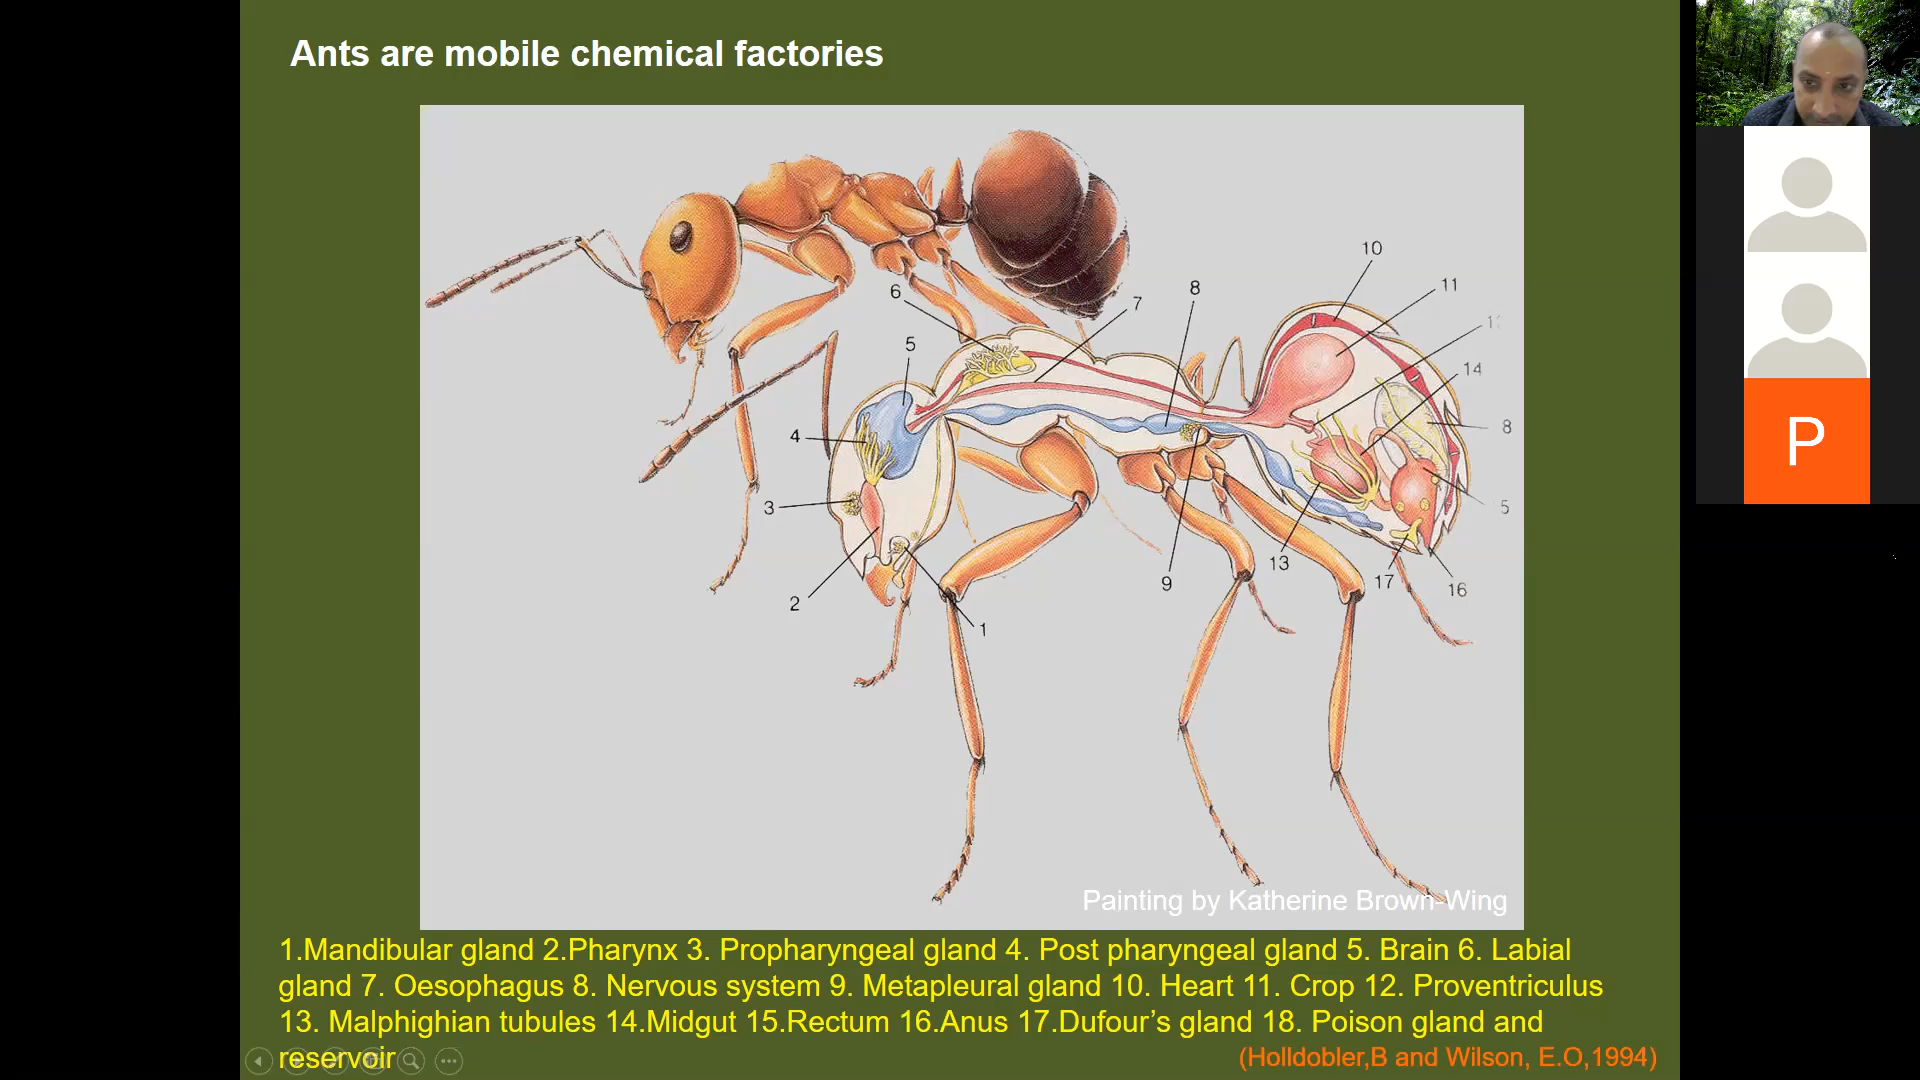 Ants are mobile chemical factories
10
11
6
8
7
1
5
14
4
8
3
5
13
17
16
9
2
1
Painting by Katherine Brown-Wing
1.Mandibular gland 2.Pharynx 3. Propharyngeal gland 4. Post pharyngeal gland 5. Brain 6. Labial
gland 7. Oesophagus 8. Nervous system 9. Metapleural gland 10. Heart 11. Crop 12. Proventriculus
13. Malphighian tubules 14.Midgut 15.Rectum 16.Anus 17.Dufour’s gland 18. Poison gland and
reservoir
(Holldobler,B and Wilson, E.O,1994)
P